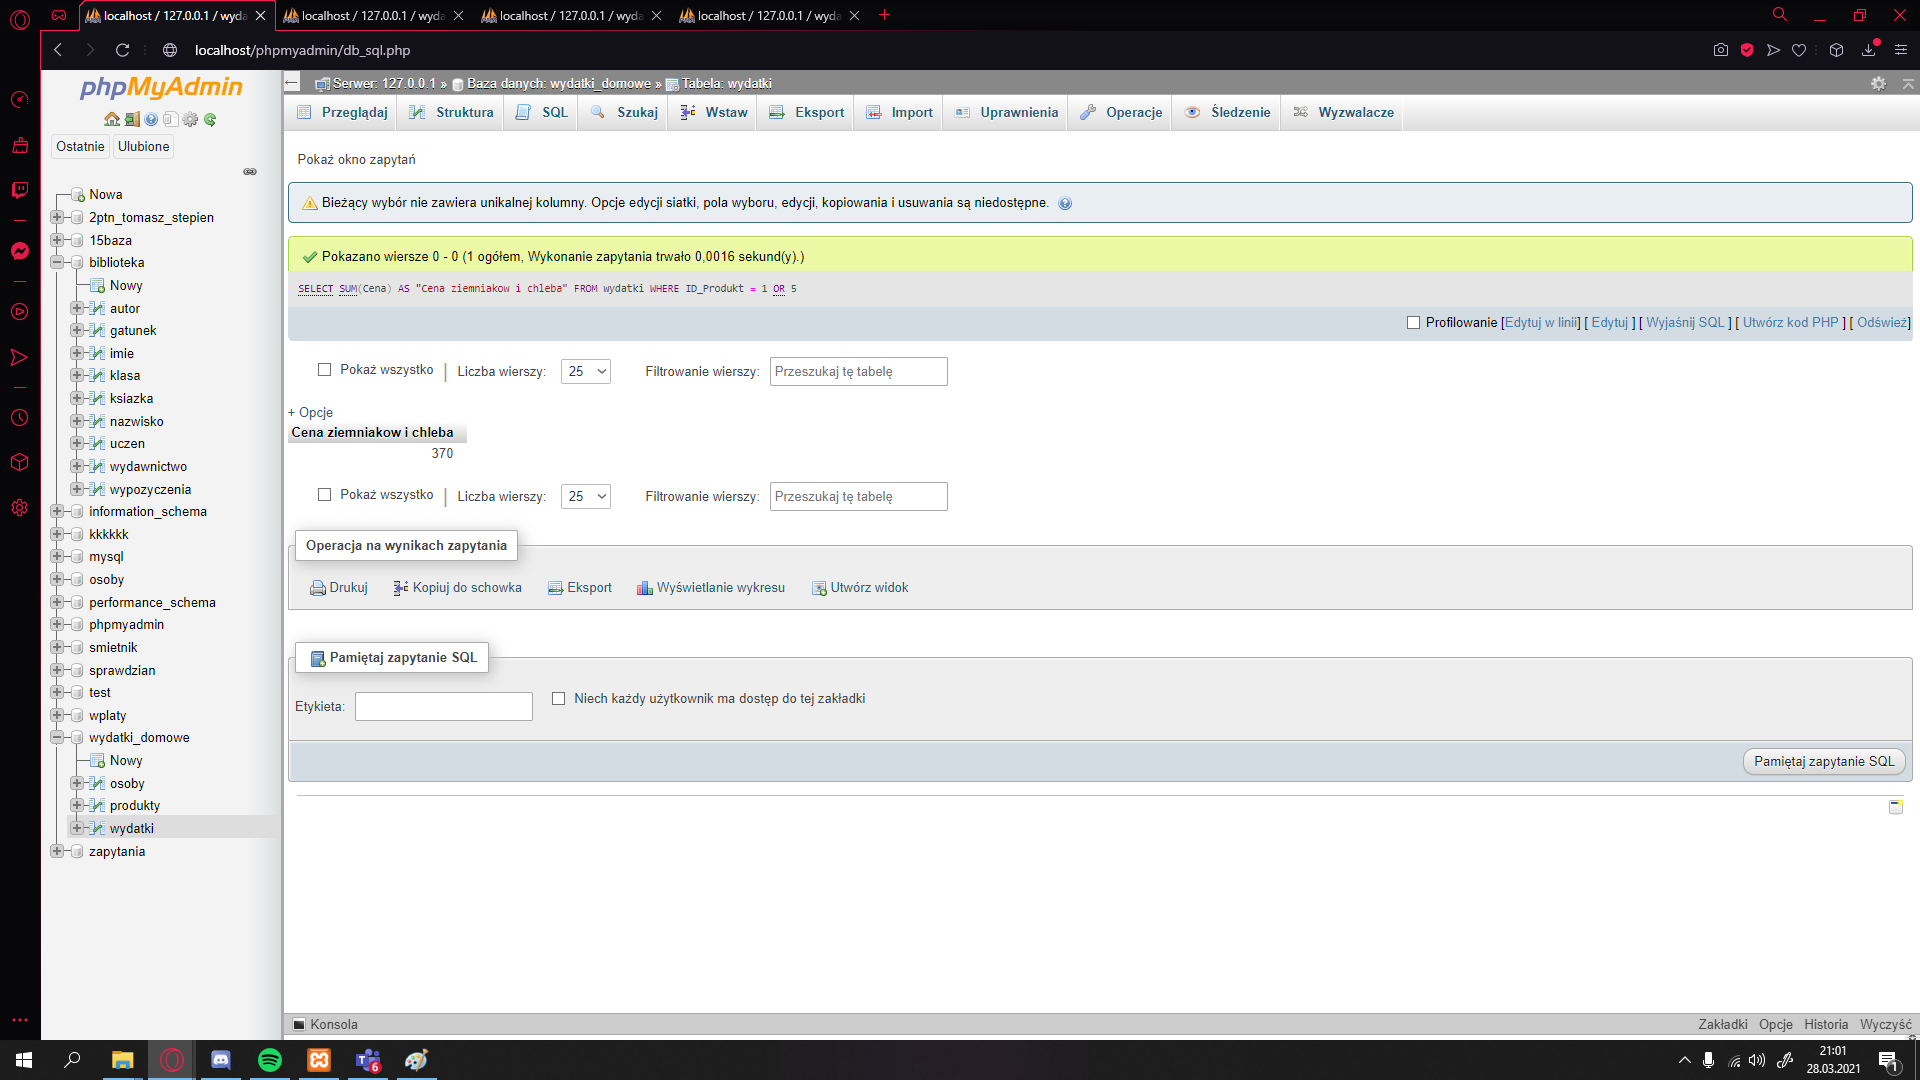 localhost / 127.0.0.1 / wyda
localhost / 127.0.0.1 / wyda
localhost / 127.0.0.1 / wyda
localhost / 127.0.0.1 / wyda
localhost/phpmyadmin/db_sql.php
phpMyAdmin
Ostatnie
Ulubione
Nowa
2ptn_tomasz_stepien
15baza
biblioteka
Nowy
autor
gatunek
imie
klasa
ksiazka
nazwisko
uczen
wydawnictwo
wypozyczenia
information_schema
kkkkkk
mysql
osoby
performance_schema
phpmyadmin
smietnik
sprawdzian
test
wplaty
wydatki_domowe
Nowy
osoby
produkty
wydatki
zapytania
Serwer: 127.0.0.1 » Baza danych: wydatki_domowe » Tabela: wydatki
Przeglądaj
Struktura
SQL
Szukaj
Wstaw
Eksport
Import
Uprawnienia
Operacje
Śledzenie
Wyzwalacze
Pokaż okno zapytań
Bieżący wybór nie zawiera unikalnej kolumny. Opcje edycji siatki, pola wyboru, edycji, kopiowania i usuwania są niedostępne.
Pokazano wiersze 0 - 0 (1 ogółem, Wykonanie zapytania trwało 0,0016 sekund(y).)
SELECT SUM(Cena) AS "Cena ziemniakow i chleba" FROM wydatki WHERE ID_Produkt = 1 OR 5
Profilowanie [Edytuj w linii] [ Edytuj ] [ Wyjaśnij SQL ] [ Utwórz kod PHP ] [ Odśwież]
Pokaż wszystko | Liczba wierszy: 25 Filtrowanie wierszy: Przeszukaj tę tabelę
+ Opcje
Cena ziemniakow i chleba
370
Pokaż wszystko | Liczba wierszy: 25 Filtrowanie wierszy: Przeszukaj tę tabelę
Operacja na wynikach zapytania
Drukuj
Kopiuj do schowka
Eksport
Wyświetlanie wykresu
Utwórz widok
Pamiętaj zapytanie SQL
Etykieta:
Niech każdy użytkownik ma dostęp do tej zakładki
Pamiętaj zapytanie SQL
Konsola
Zakładki
Opcje
Historia
Wyczyść
6
21:01
28.03.2021
1